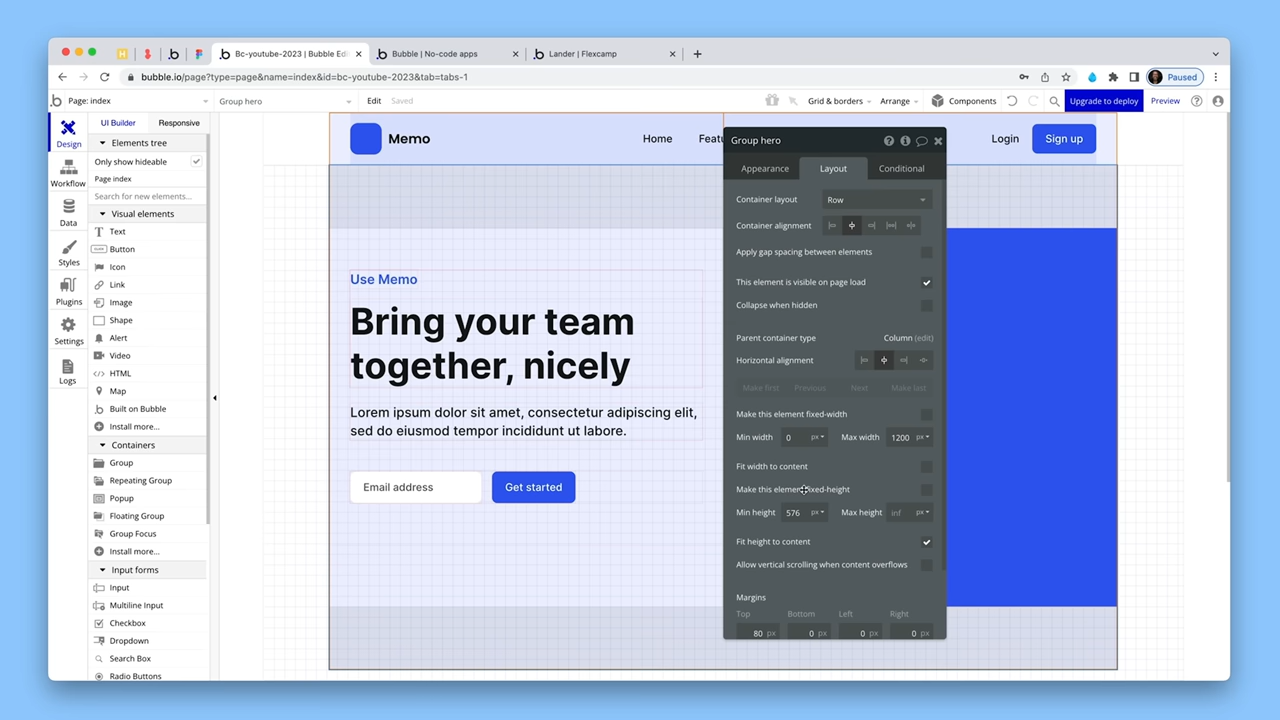 Bc-youtube-2023 | Bubble Edi
Bubble | No-code apps
Lander | Flexcamp
bubble.io/page?type=page&name=index&id=bc-youtube-2023&tab=tabs-1
Paused
Page: index
Group hero
Edit
Saved
Grid & borders
Arrange
Components
Upgrade to deploy
Preview
Design
Workflow
Data
Styles
Plugins
Settings
Logs
UI Builder
Responsive
Elements tree
Only show hideable
Page index
Search for new elements...
Visual elements
Text
CLICK
Button
Icon
Link
Image
Shape
Alert
Video
HTML
Map
Built on Bubble
Install more...
Containers
Group
Repeating Group
Popup
Floating Group
Group Focus
Install more...
Input forms
Input
Multiline Input
Checkbox
Dropdown
Search Box
Radio Buttons
Memo
Home
Featu
Login
Sign up
Use Memo
Bring your team
together, nicely
Lorem ipsum dolor sit amet, consectetur adipiscing elit,
sed do eiusmod tempor incididunt ut labore.
Email address
Get started
Group hero
Appearance
Layout
Conditional
Container layout
Row
Container alignment
Apply gap spacing between elements
This element is visible on page load
Collapse when hidden
Parent container type
Column (edit)
Horizontal alignment
Make first
Previous
Next
Make last
Make this element fixed-width
Min width
0
px
Max width
1200
px
Fit width to content
Make this element fixed-height
Min height
576
px
Max height
inf
px
Fit height to content
Allow vertical scrolling when content overflows
Margins
Top
Bottom
Left
Right
80 px
0 px
0 px
0 px